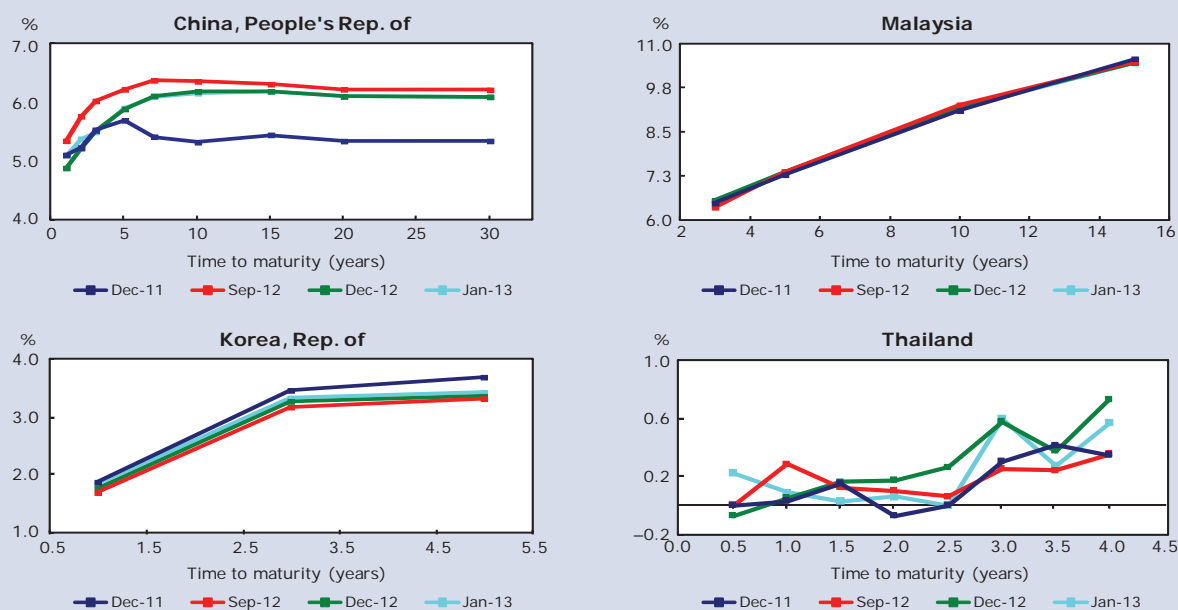 China, People's Rep. of
%
7.0
6.0
5.0
4.0
0 5 10 15 20 25 30
Time to maturity (years)
Dec-11 Sep-12 Dec-12 Jan-13
Malaysia
%
11.0
9.8
8.5
7.3
6.0
2 4 6 8 10 12 14 16
Time to maturity (years)
Dec-11 Sep-12 Dec-12 Jan-13
Korea, Rep. of
%
4.0
3.0
2.0
1.0
0.5 1.5 2.5 3.5 4.5 5.5
Time to maturity (years)
Dec-11 Sep-12 Dec-12 Jan-13
Thailand
%
1.0
0.6
0.2
–0.2
0.0 0.5 1.0 1.5 2.0 2.5 3.0 3.5 4.0 4.5
Time to maturity (years)
Dec-11 Sep-12 Dec-12 Jan-13